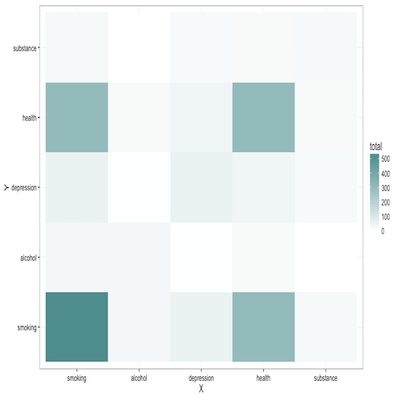 substance
health
depression
alcohol
smoking
Y
smoking alcohol depression health substance
X
total
500
400
300
200
100
0